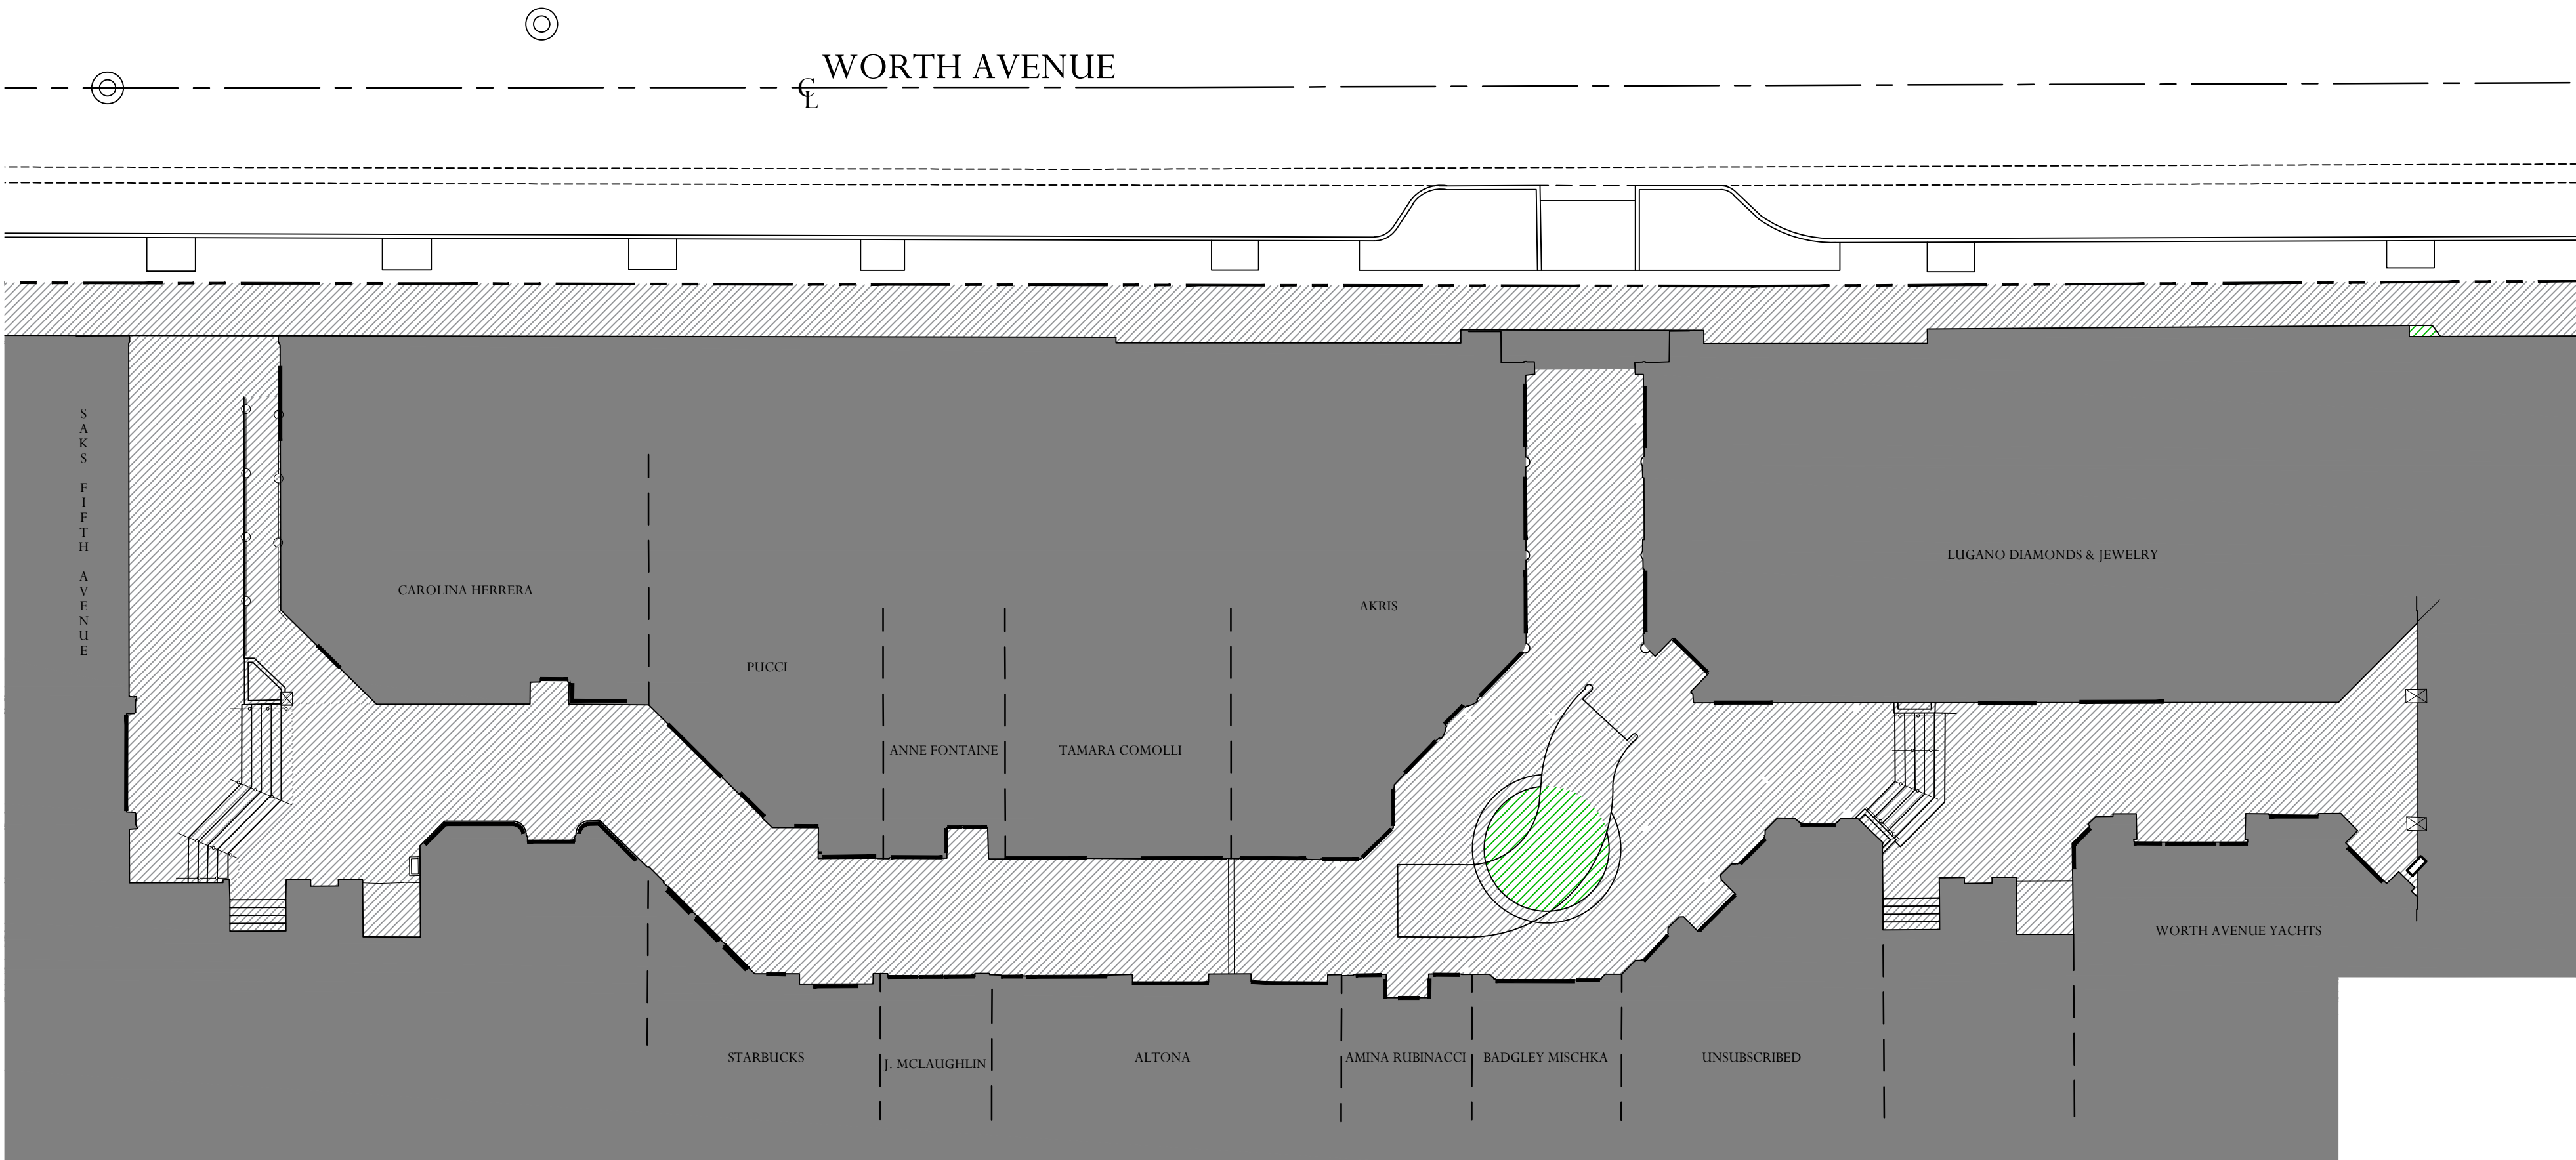 WORTH AVENUE
CL
SAKS FIFTH AVENUE
LUGANO DIAMONDS & JEWELRY
CAROLINA HERRERA
AKRIS
PUCCI
ANNE FONTAINE
TAMARA COMOLLI
WORTH AVENUE YACHTS
STARBUCKS
J. MCLAUGHLIN
ALTONA
AMINA RUBINACCI
BADGLEY MISCHKA
UNSUBSCRIBED